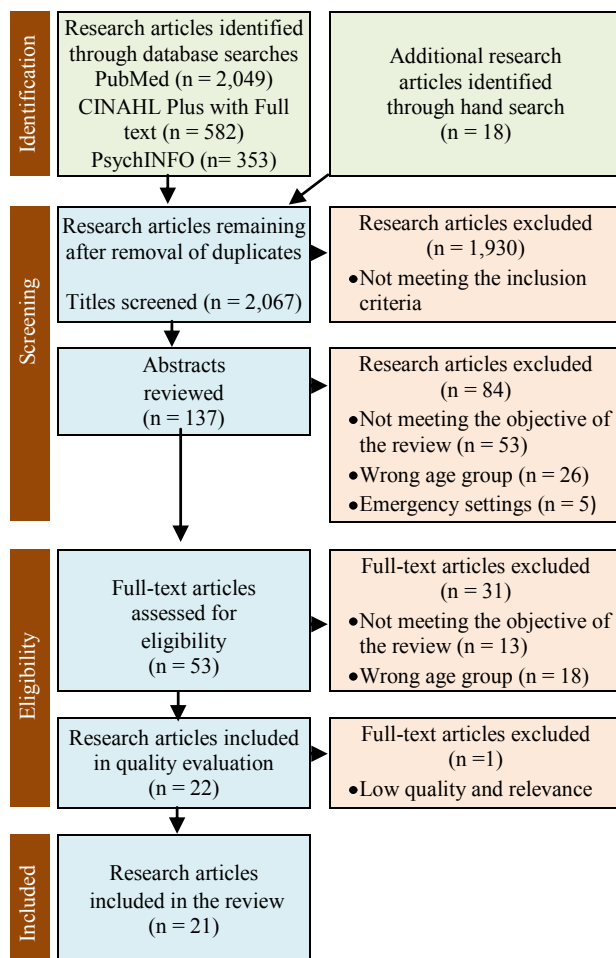 Identification
Research articles identified
through database searches
PubMed (n = 2,049)
CINAHL Plus with Full
text (n = 582)
PsychINFO (n= 353)
Additional research
articles identified
through hand search
(n = 18)
Screening
Research articles remaining
after removal of duplicates
Titles screened (n = 2,067)
Research articles excluded
(n = 1,930)
•Not meeting the inclusion
criteria
Abstracts
reviewed
(n = 137)
Research articles excluded
(n = 84)
•Not meeting the objective of
the review (n = 53)
•Wrong age group (n = 26)
•Emergency settings (n = 5)
Eligibility
Full-text articles
assessed for
eligibility
(n = 53)
Full-text articles excluded
(n = 31)
•Not meeting the objective of
the review (n = 13)
•Wrong age group (n = 18)
Research articles included
in quality evaluation
(n = 22)
Full-text articles excluded
(n =1)
•Low quality and relevance
Included
Research articles
included in the review
(n = 21)